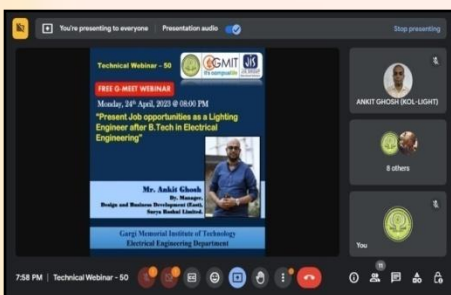 You're presenting to everyone
Presentation audio
Stop presenting
Technical Webinar - 50
GMIT
JIS GROUP
FREE G-MEET WEBINAR
Monday, 24th April, 2023 @ 08:00 PM
"Present Job opportunities as a Lighting
Engineer after B.Tech in Electrical
Engineering"
Mr. Ankit Ghosh
Dy. Manager,
Design and Business Development (East),
Surya Roshni Limited.
Gargi Memorial Institute of Technology
Electrical Engineering Department
ANKIT GHOSH (KOL-LIGHT)
8 others
You
7:58 PM
Technical Webinar - 50
11